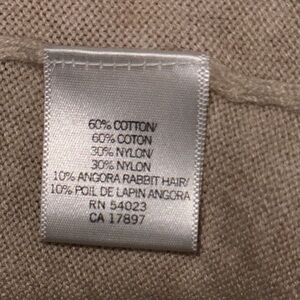 60% COTTON/
60% COTON
30% NYLON/
30% NYLON
10% ANGORA RABBIT HAIR/
10% POIL DE LAPIN ANGORA
RN 54023
CA 17897